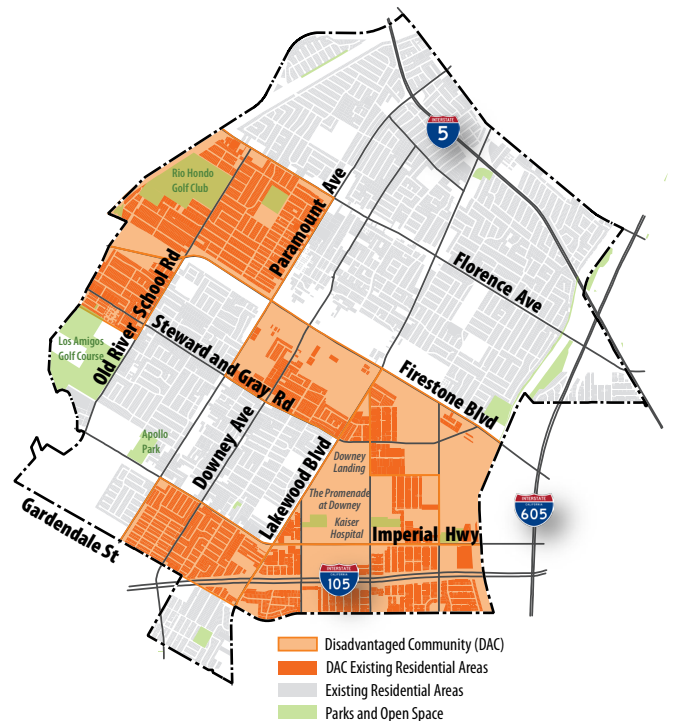 INTERSTATE
5
Rio Hondo
Golf Club
Paramount Ave
Florence Ave
Old River School Rd
Los Amigos
Golf Course
Steward and Gray Rd
Firestone Blvd
Apollo
Park
Downey Ave
Lakewood Blvd
Downey
Landing
The Promenade
at Downey
Kaiser
Hospital
Imperial Hwy
INTERSTATE
CALIFORNIA
605
Gardendale St
INTERSTATE
CALIFORNIA
105
Disadvantaged Community (DAC)
DAC Existing Residential Areas
Existing Residential Areas
Parks and Open Space